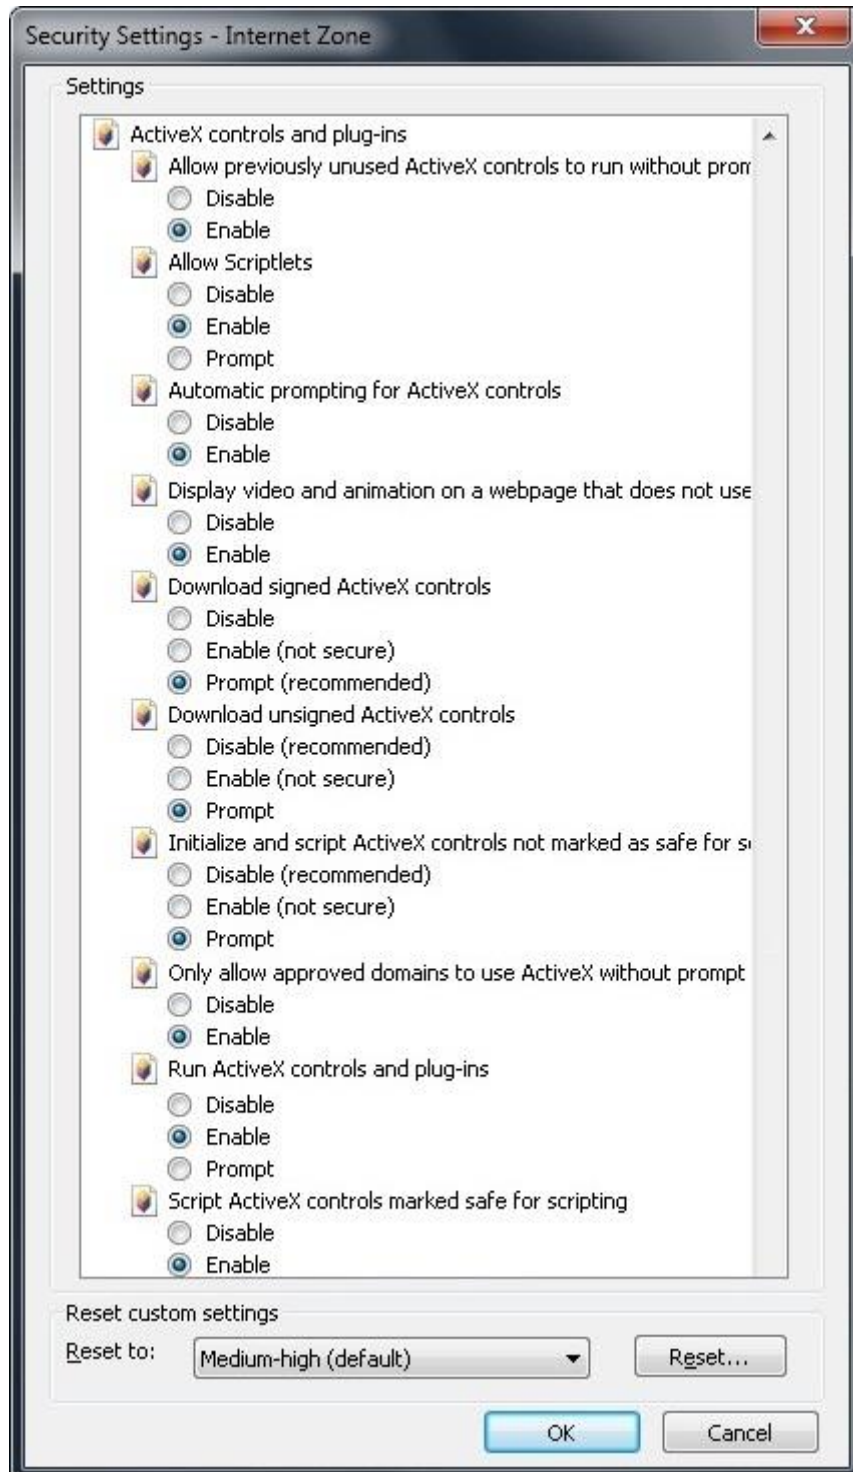 Security Settings - Internet Zone
Settings
ActiveX controls and plug-ins
Allow previously unused ActiveX controls to run without
Disable
Enable
Allow Scriptlets
Disable
Enable
Prompt
Automatic prompting for ActiveX controls
Disable
Enable
Display video and animation on a webpage that does not use
Disable
Enable
Download signed ActiveX controls
Disable
Enable (not secure)
Prompt (recommended)
Download unsigned ActiveX controls
Disable (recommended)
Enable (not secure)
Prompt
Initialize and script ActiveX controls not marked as safe for
Disable (recommended)
Enable (not secure)
Prompt
Only allow approved domains to use ActiveX without prompt
Disable
Enable
Run ActiveX controls and plug-ins
Disable
Enable
Prompt
Script ActiveX controls marked safe for scripting
Disable
Enable
Reset custom settings
Reset to:
Medium-high (default)
Reset...
OK
Cancel